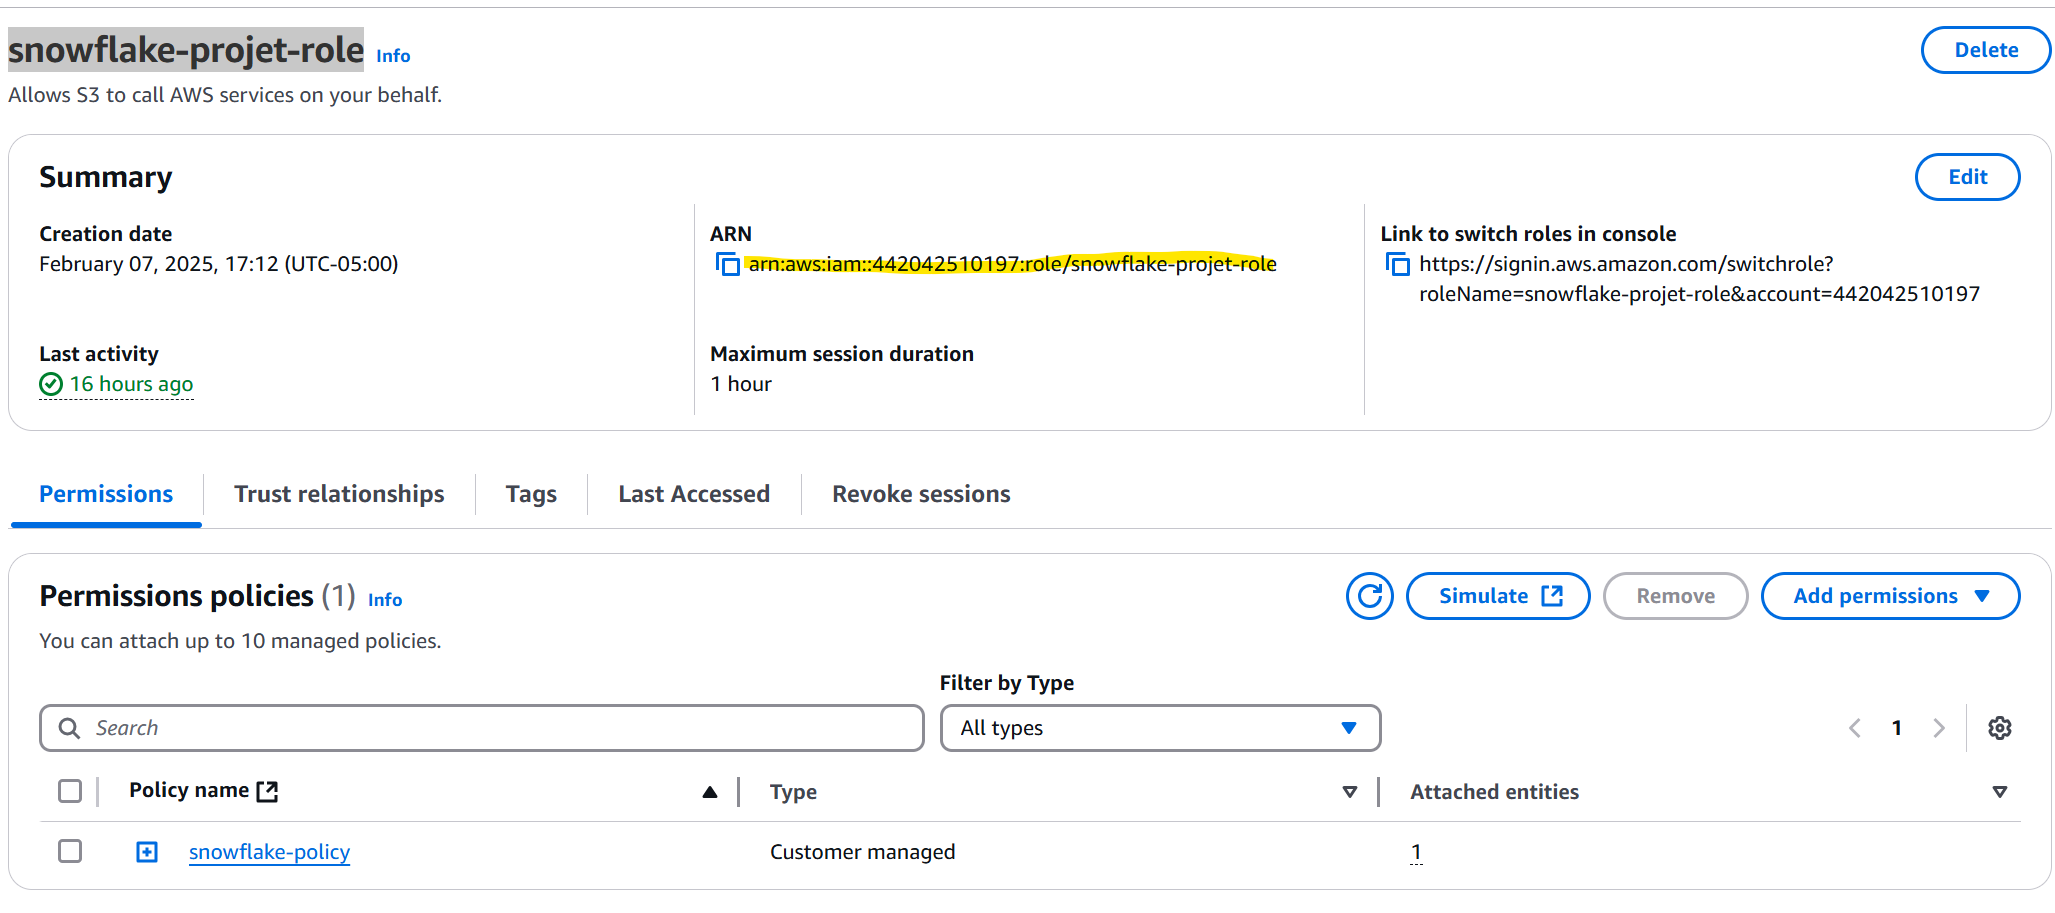 snowflake-projet-role Info
Delete
Allows S3 to call AWS services on your behalf.
Summary
Edit
Creation date
February 07, 2025, 17:12 (UTC-05:00)
ARN
arn:aws:iam::442042510197:role/snowflake-projet-role
Link to switch roles in console
https://signin.aws.amazon.com/switchrole?
roleName=snowflake-projet-role&account=442042510197
Last activity
16 hours ago
Maximum session duration
1 hour
Permissions
Trust relationships
Tags
Last Accessed
Revoke sessions
Permissions policies (1) Info
Simulate
Remove
Add permissions
You can attach up to 10 managed policies.
Filter by Type
Search
All types
1
Policy name
Type
Attached entities
snowflake-policy
Customer managed
1